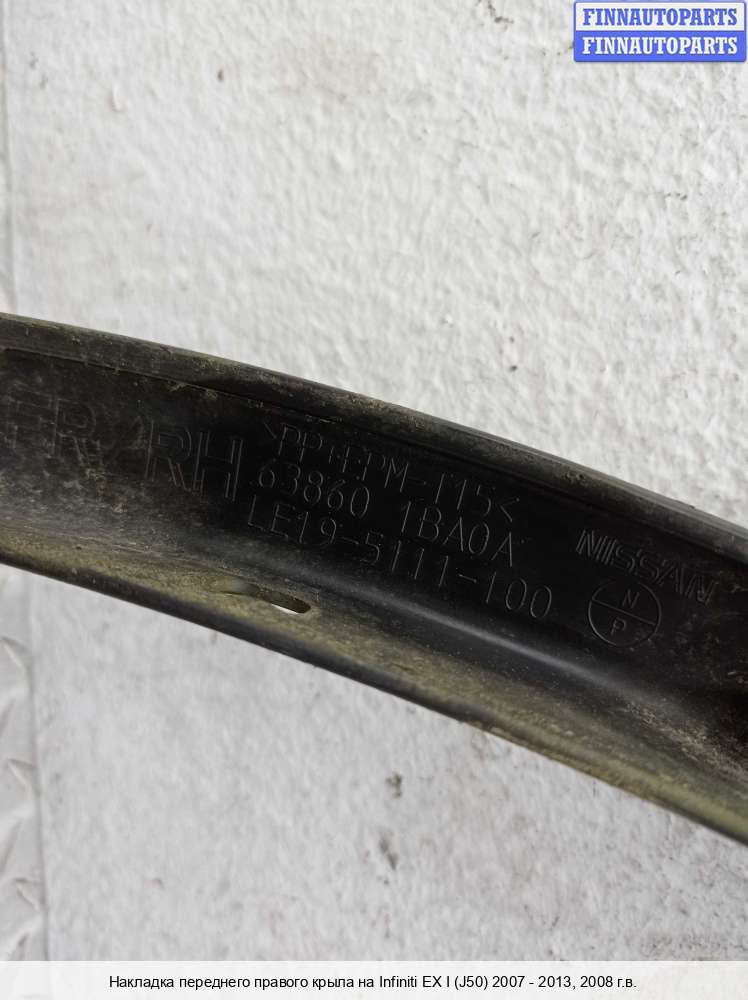 FINNAUTOPARTS
FINNAUTOPARTS
FR/RH
>PP+EPM-T15<
63860 1BA0A
LE19-5111-100
NISSAN
N
P
Накладка переднего правого крыла на Infiniti EX I (J50) 2007 - 2013, 2008 г.в.